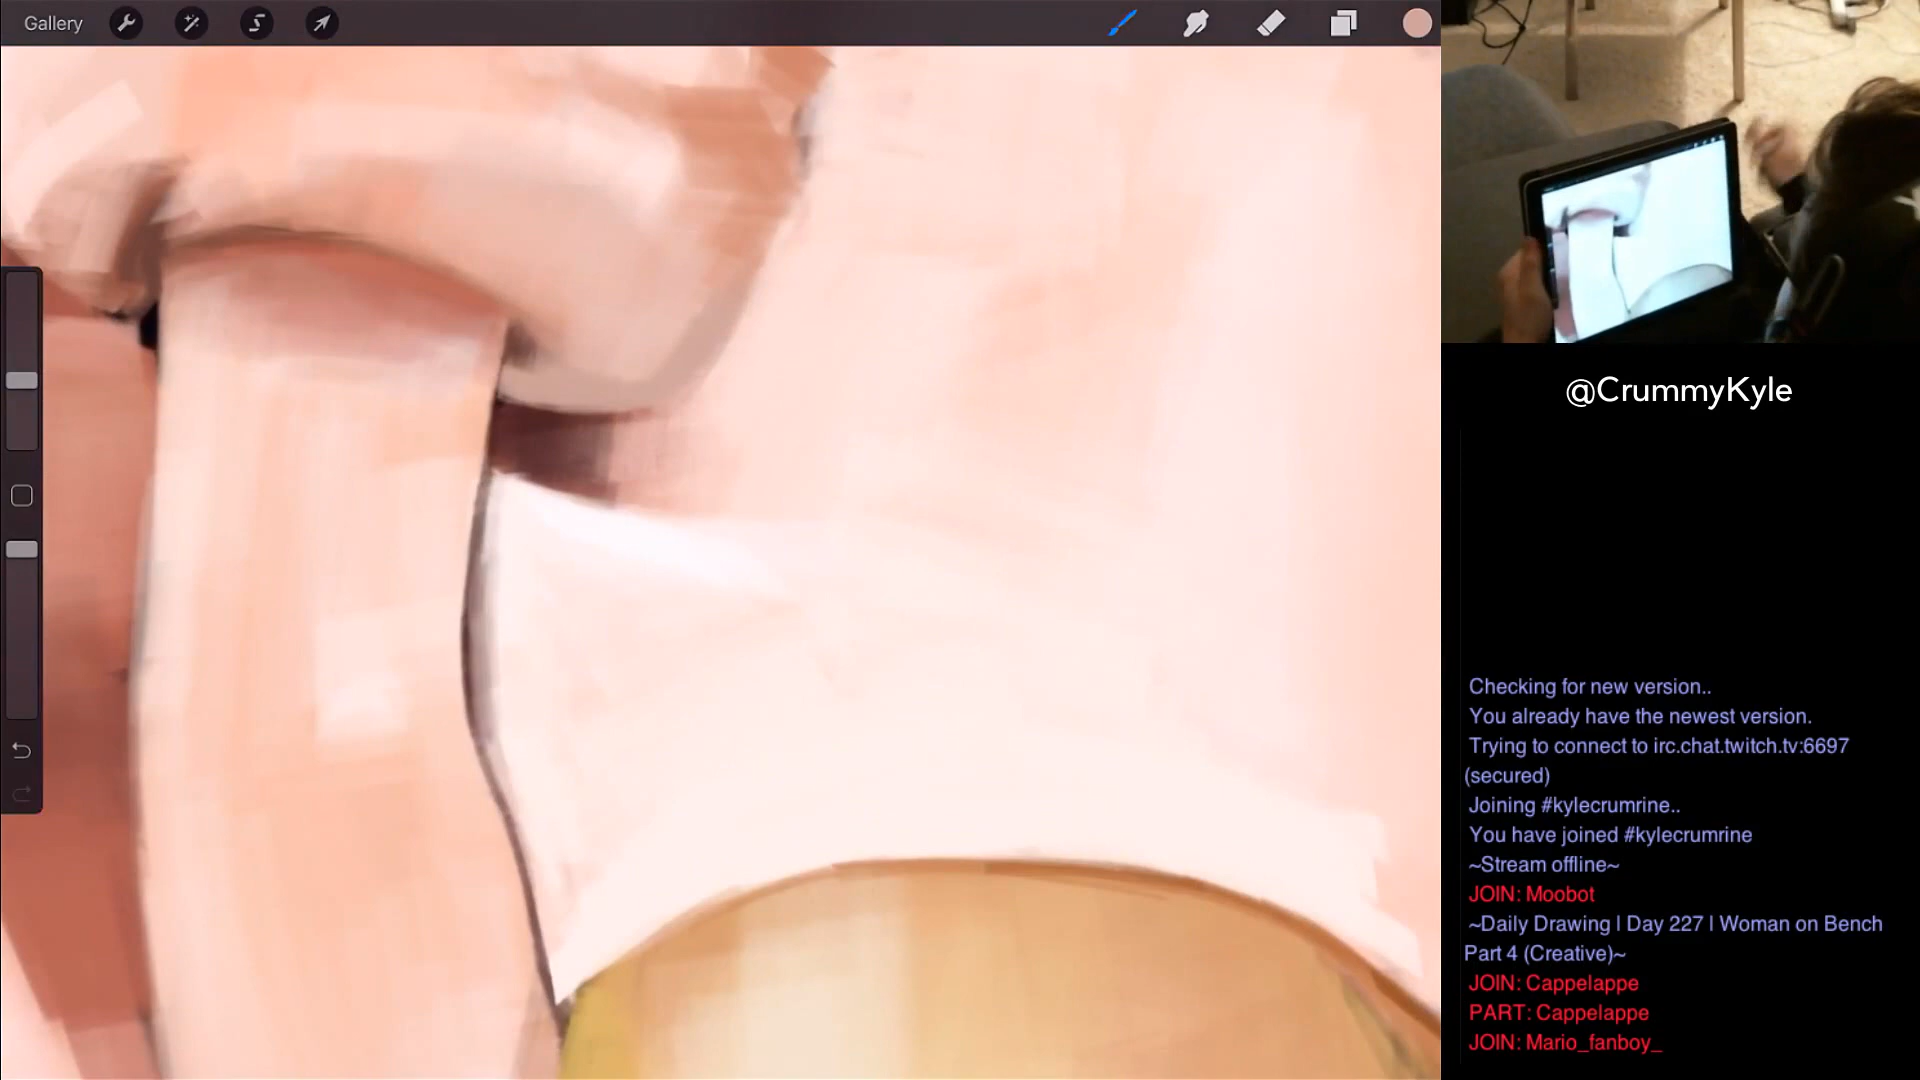 Gallery
@CrummyKyle
Checking for new version..
You already have the newest version.
Trying to connect to irc.chat.twitch.tv:6697
(secured)
Joining #kylecrumrine..
You have joined #kylecrumrine
~Stream offline~
JOIN: Moobot
~Daily Drawing | Day 227 | Woman on Bench
Part 4 (Creative)~
JOIN: Cappelappe
PART: Cappelappe
JOIN: Mario_fanboy_